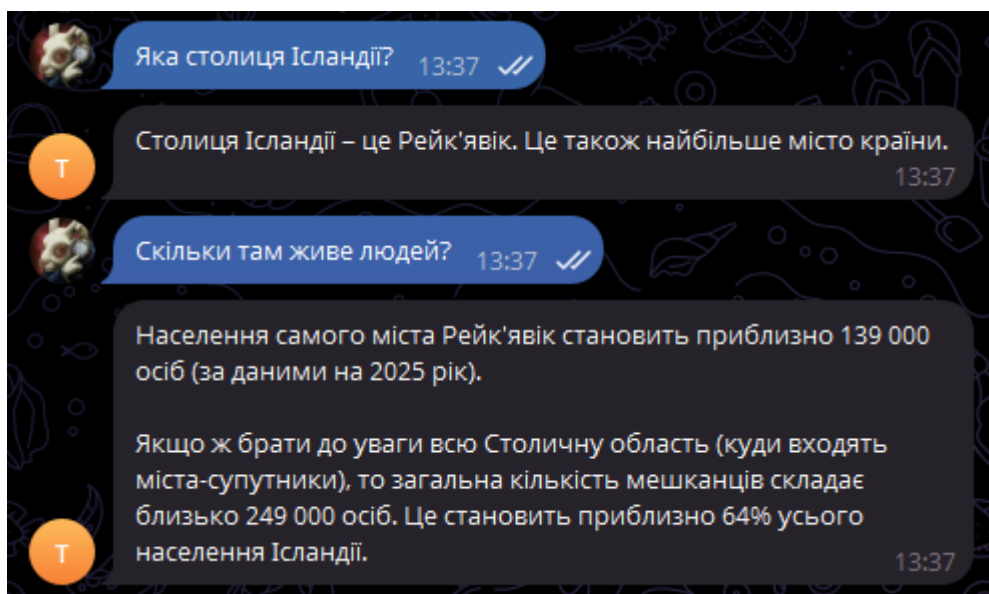 Яка столиця Ісландії? 13:37
Столиця Ісландії – це Рейк'явік. Це також найбільше місто країни.
13:37
Т
Скільки там живе людей? 13:37
Населення самого міста Рейк'явік становить приблизно 139 000
осіб (за даними на 2025 рік).
Якщо ж брати до уваги всю Столичну область (куди входять
міста-супутники), то загальна кількість мешканців складає
близько 249 000 осіб. Це становить приблизно 64% усього
населення Ісландії.
13:37
Т